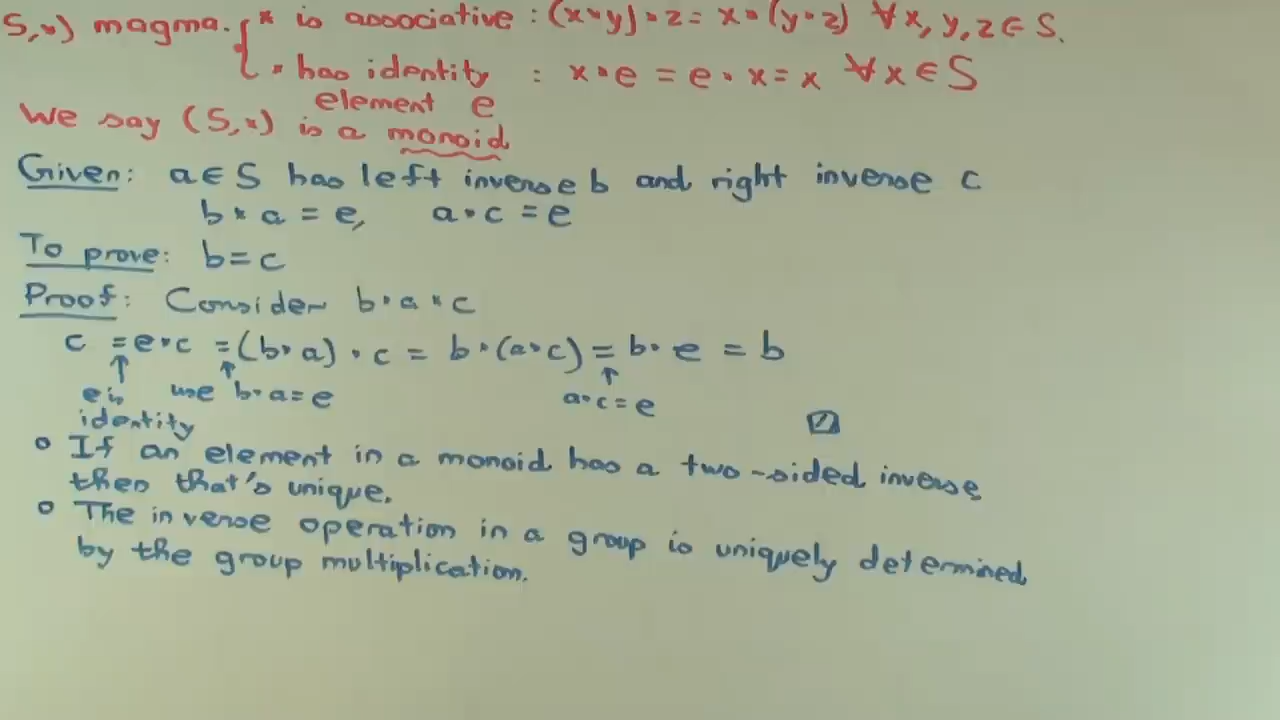 S, *) magma. { * is associative : (x * y) * z = x * (y * z) ∀x, y, z ∈ S.
* has identity : x * e = e * x = x ∀x ∈ S
element e
We say (S, *) is a monoid
Given: a ∈ S has left inverse b and right inverse c
b * a = e, a * c = e
To prove: b = c
Proof: Consider b * a * c
c = e * c = (b * a) * c = b * (a * c) = b * e = b
↑ ↑ ↑
e is use b * a = e a * c = e
identity
∘ If an element in a monoid has a two-sided inverse,
then that's unique.
∘ The inverse operation in a group is uniquely determined
by the group multiplication.